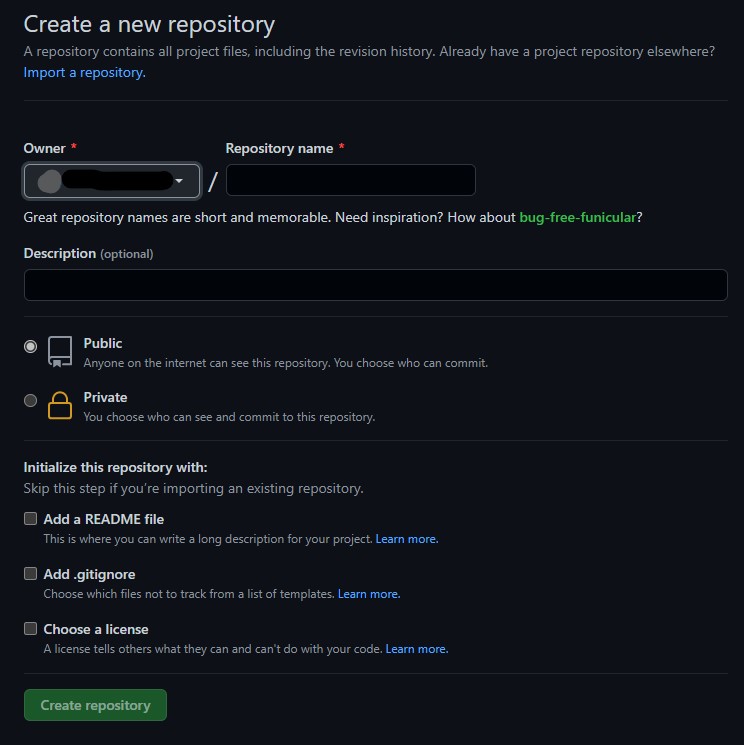 Create a new repository
A repository contains all project files, including the revision history. Already have a project repository elsewhere?
Import a repository.
Owner *
Repository name *
/
Great repository names are short and memorable. Need inspiration? How about bug-free-funicular?
Description (optional)
Public
Anyone on the internet can see this repository. You choose who can commit.
Private
You choose who can see and commit to this repository.
Initialize this repository with:
Skip this step if you're importing an existing repository.
Add a README file
This is where you can write a long description for your project. Learn more.
Add .gitignore
Choose which files not to track from a list of templates. Learn more.
Choose a license
A license tells others what they can and can't do with your code. Learn more.
Create repository